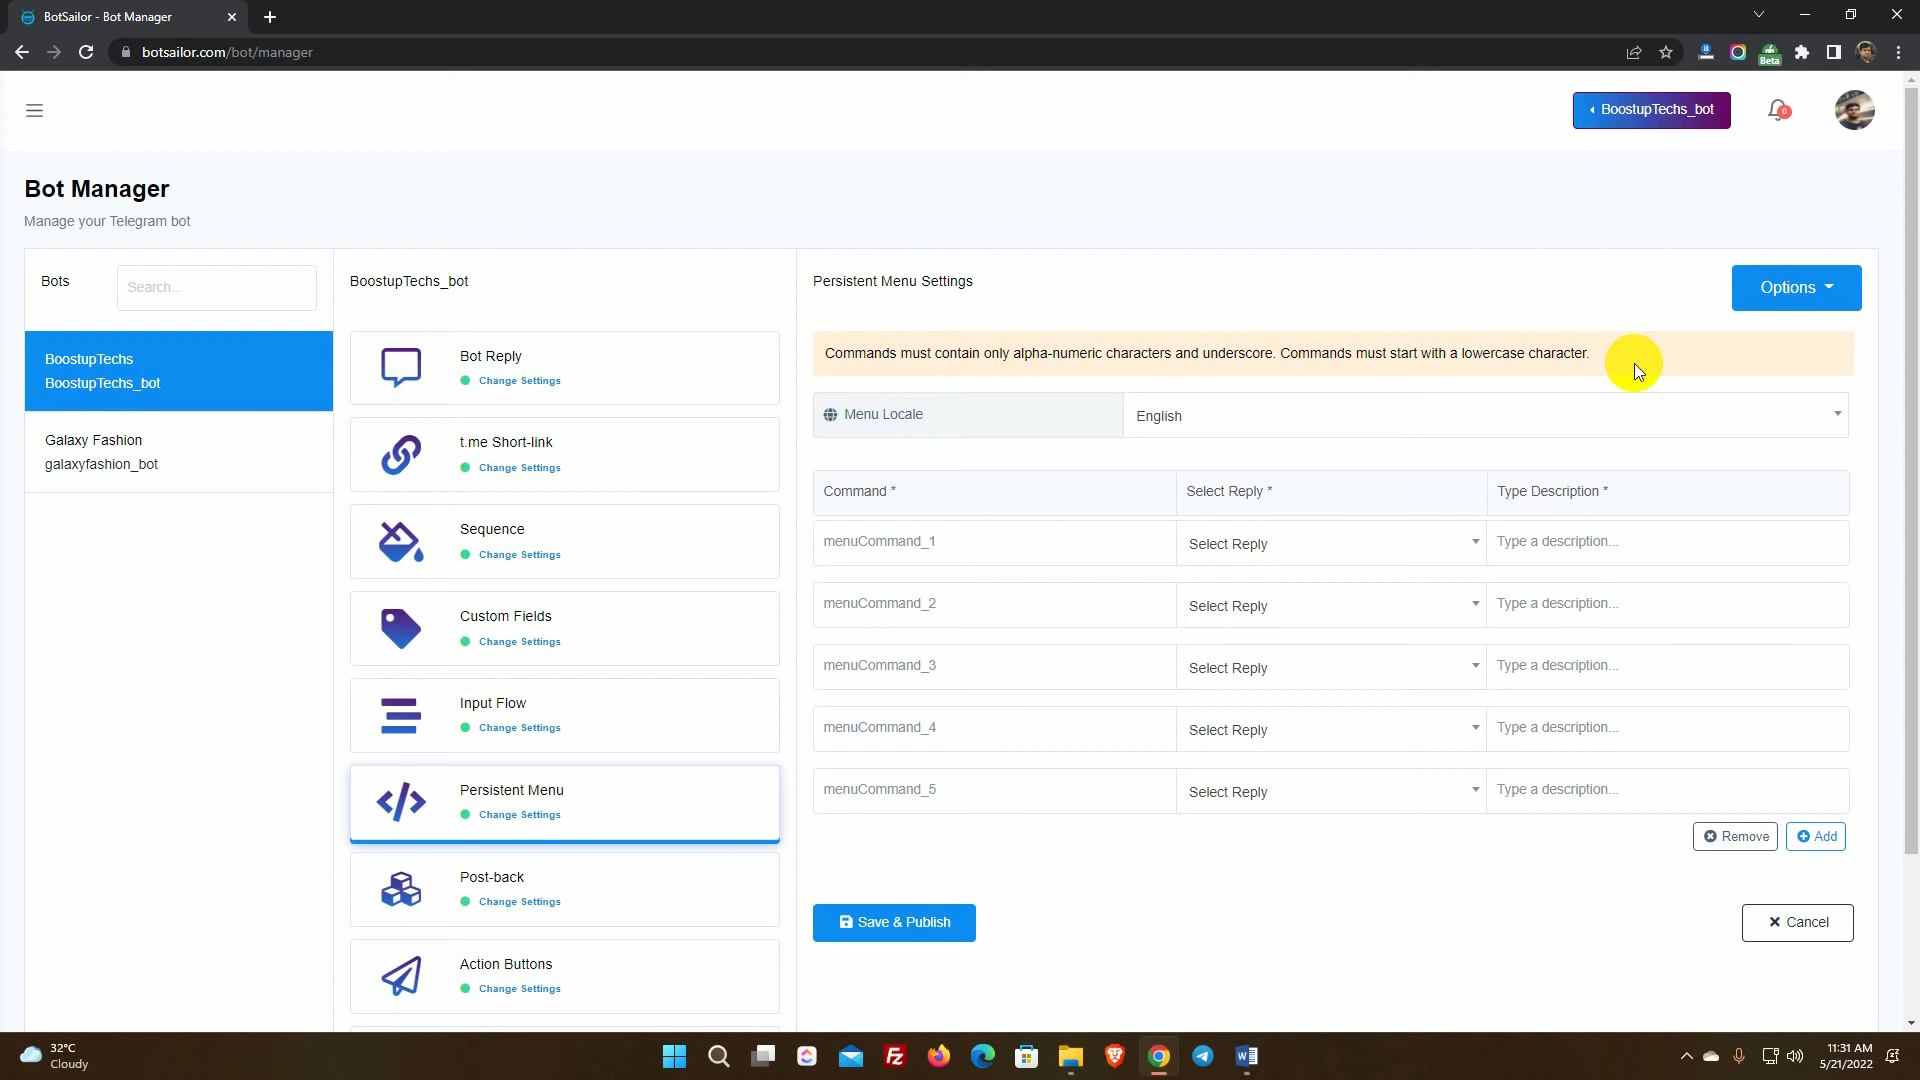 BotSailor - Bot Manager
botsailor.com/bot/manager
Beta
BoostupTechs_bot
0
Bot Manager
Manage your Telegram bot
Bots
Search...
BoostupTechs
BoostupTechs_bot
Galaxy Fashion
galaxyfashion_bot
BoostupTechs_bot
Bot Reply
Change Settings
t.me Short-link
Change Settings
Sequence
Change Settings
Custom Fields
Change Settings
Input Flow
Change Settings
Persistent Menu
Change Settings
Post-back
Change Settings
Action Buttons
Change Settings
Persistent Menu Settings
Options
Commands must contain only alpha-numeric characters and underscore. Commands must start with a lowercase character.
Menu Locale
English
Command *
Select Reply *
Type Description *
menuCommand_1
Select Reply
Type a description...
menuCommand_2
Select Reply
Type a description...
menuCommand_3
Select Reply
Type a description...
menuCommand_4
Select Reply
Type a description...
menuCommand_5
Select Reply
Type a description...
Remove
Add
Save & Publish
Cancel
32°C
Cloudy
11:31 AM
5/21/2022